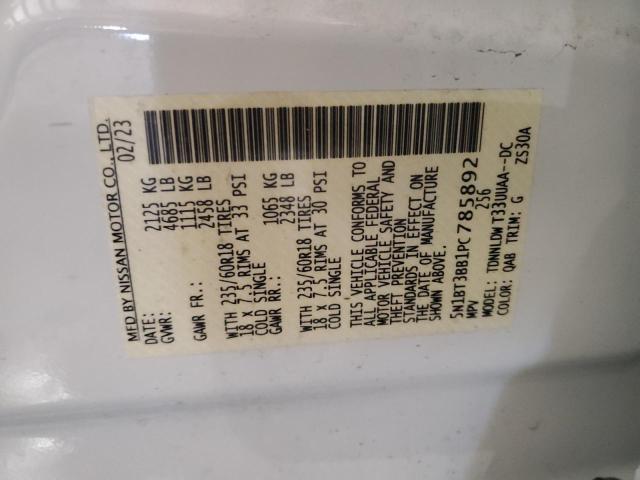 MFD BY NISSAN MOTOR CO., LTD.
DATE: 02/23
GVWR: 2125 KG
4685 LB
GAWR FR.: 1115 KG
2458 LB
WITH 235/60R18 TIRES
18 X 7.5 RIMS AT 33 PSI
COLD SINGLE
GAWR RR.: 1065 KG
2348 LB
WITH 235/60R18 TIRES
18 X 7.5 RIMS AT 30 PSI
COLD SINGLE
THIS VEHICLE CONFORMS TO
ALL APPLICABLE FEDERAL
MOTOR VEHICLE SAFETY AND
THEFT PREVENTION
STANDARDS IN EFFECT ON
THE DATE OF MANUFACTURE
SHOWN ABOVE.
5N1BT3BB1PC785892
MPV 256
MODEL: TDNNLDW T33UUAA--DC
COLOR: QAB TRIM: G ZS30A